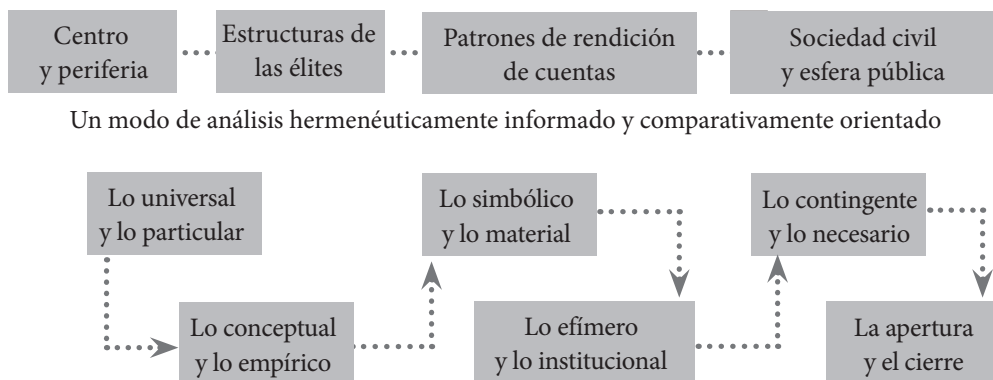 Centro
y periferia
Estructuras de
las élites
Patrones de rendición
de cuentas
Sociedad civil
y esfera pública
Un modo de análisis hermenéuticamente informado y comparativamente orientado
Lo universal
y lo particular
Lo conceptual
y lo empírico
Lo simbólico
y lo material
Lo efímero
y lo institucional
Lo contingente
y lo necesario
La apertura
y el cierre